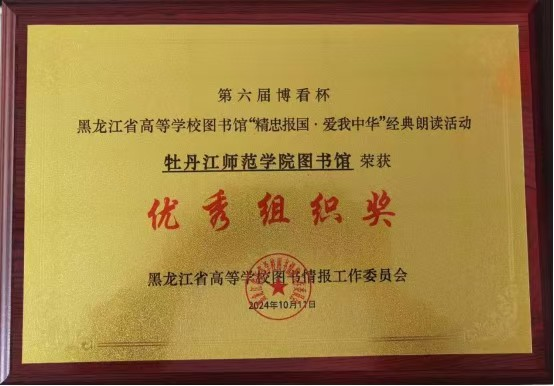 第六届博看杯
黑龙江省高等学校图书馆“精忠报国·爱我中华”经典朗读活动
牡丹江师范学院图书馆 荣获
优秀组织奖
黑龙江省高等学校图书情报工作委员会
2024年10月11日